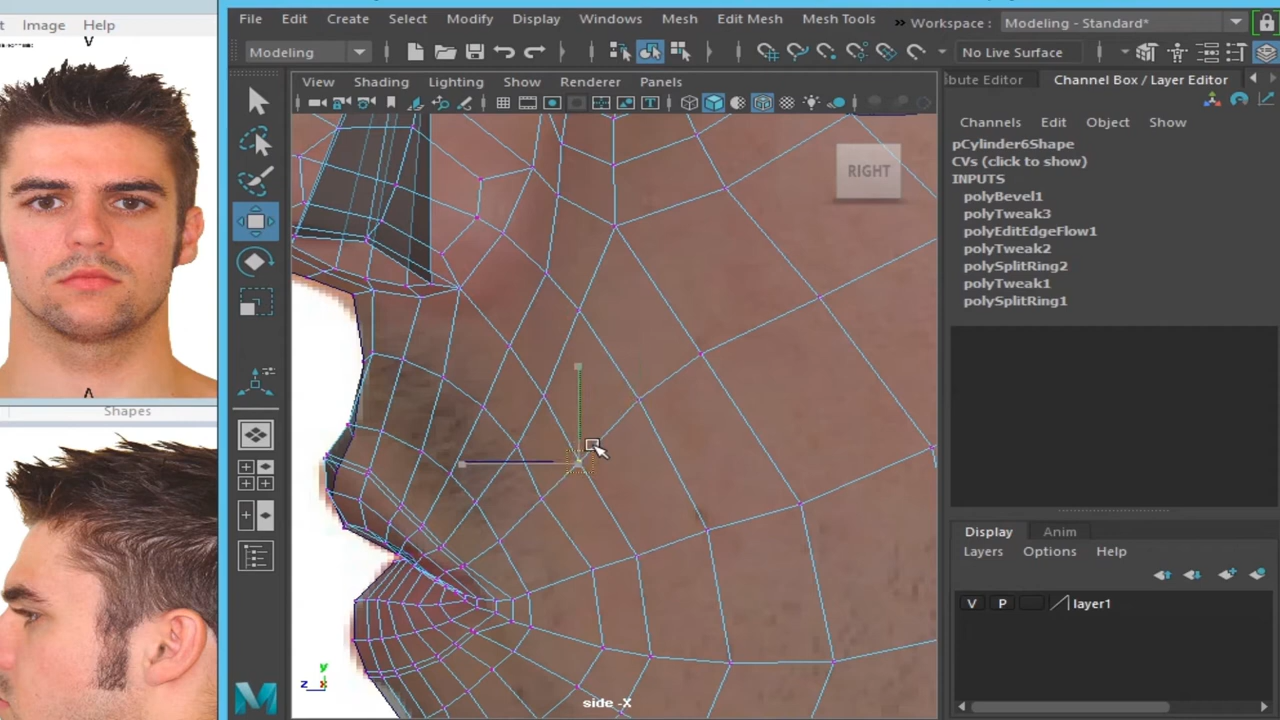 File Edit Create Select Modify Display Windows Mesh Edit Mesh Mesh Tools » Workspace : Modeling - Standard*
Image Help
Modeling No Live Surface
View Shading Lighting Show Renderer Panels
bute Editor Channel Box / Layer Editor
Channels Edit Object Show
pCylinder6Shape
CVs (click to show)
INPUTS
polyBevel1
polyTweak3
polyEditEdgeFlow1
polyTweak2
polySplitRing2
polyTweak1
polySplitRing1
RIGHT
Shapes
Display Anim
Layers Options Help
V P layer1
y
z x
side -X